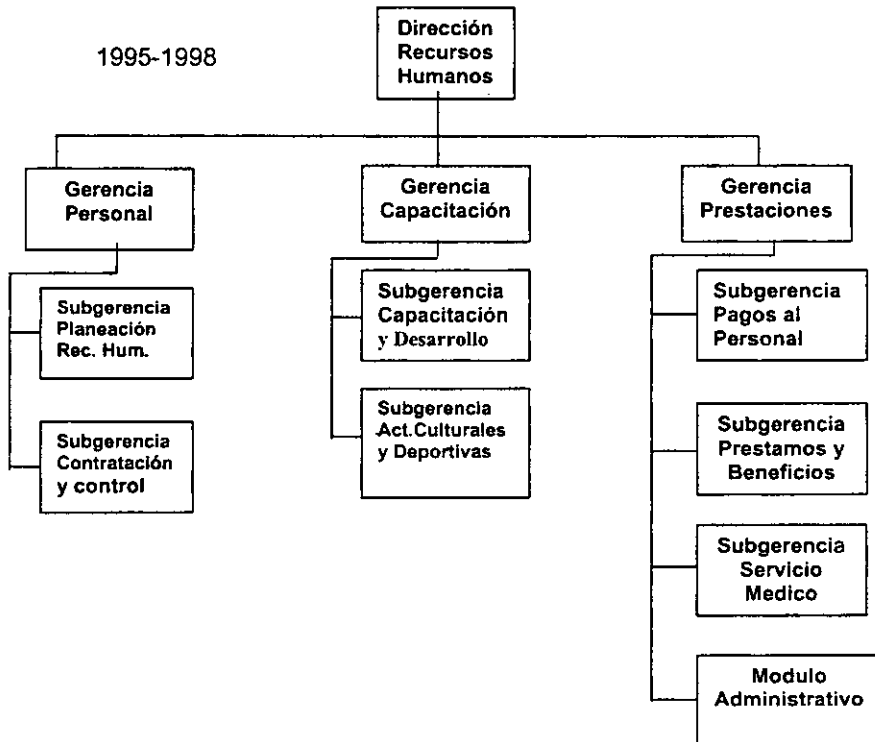 1995-1998
Dirección
Recursos
Humanos
Gerencia
Personal
Gerencia
Capacitación
Gerencia
Prestaciones
Subgerencia
Planeación
Rec. Hum.
Subgerencia
Contratación
y control
Subgerencia
Capacitación
y Desarrollo
Subgerencia
Act.Culturales
y Deportivas
Subgerencia
Pagos al
Personal
Subgerencia
Prestamos y
Beneficios
Subgerencia
Servicio
Medico
Modulo
Administrativo